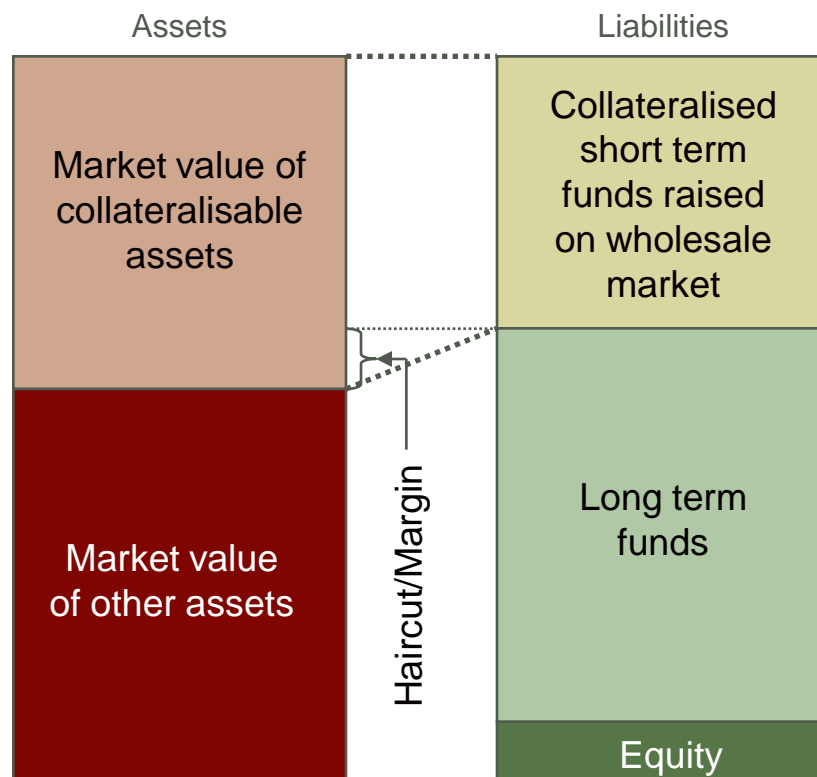 Assets
Liabilities
Market value of
collateralisable
assets
Collateralised
short term
funds raised
on wholesale
market
Haircut/Margin
Market value
of other assets
Long term
funds
Equity